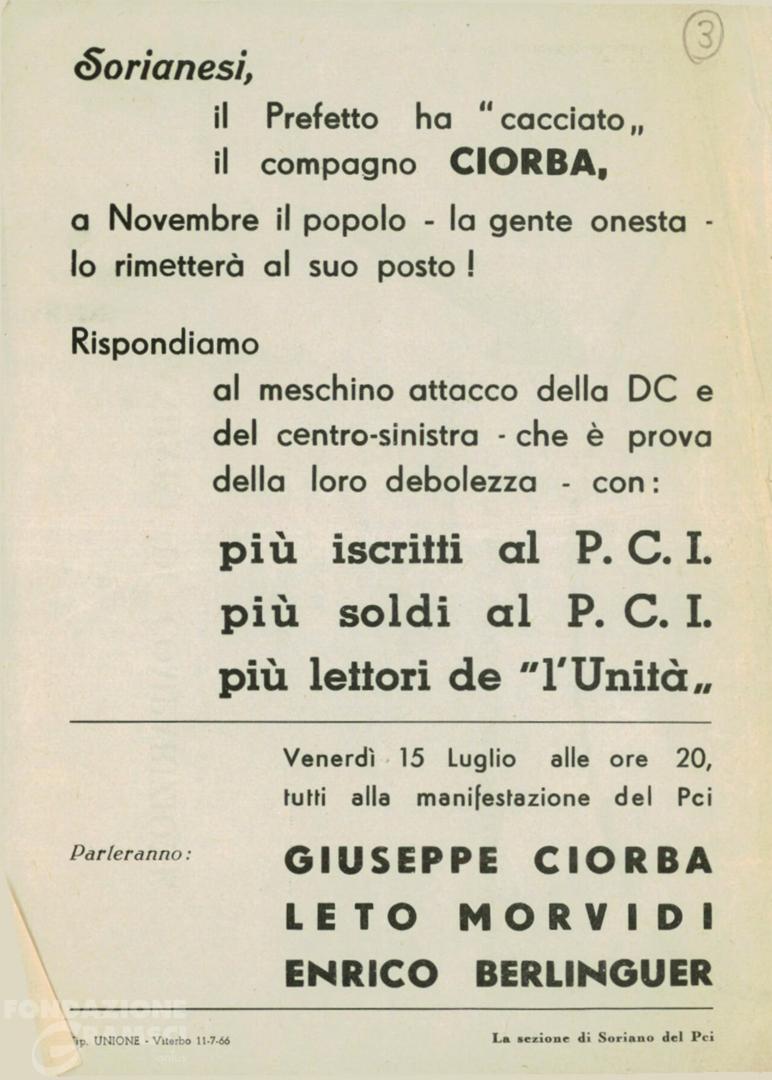 3
Sorianesi,
il Prefetto ha "cacciato„
il compagno CIORBA,
a Novembre il popolo - la gente onesta -
lo rimetterà al suo posto !
Rispondiamo
al meschino attacco della DC e
del centro-sinistra - che è prova
della loro debolezza - con :
più iscritti al P. C. I.
più soldi al P. C. I.
più lettori de "l'Unità„
Venerdì 15 Luglio alle ore 20,
tutti alla manifestazione del Pci
Parleranno :
GIUSEPPE CIORBA
LETO MORVIDI
ENRICO BERLINGUER
FONDAZIONE
GRAMSCI
Tip. UNIONE - Viterbo 11-7-66
La sezione di Soriano del Pci